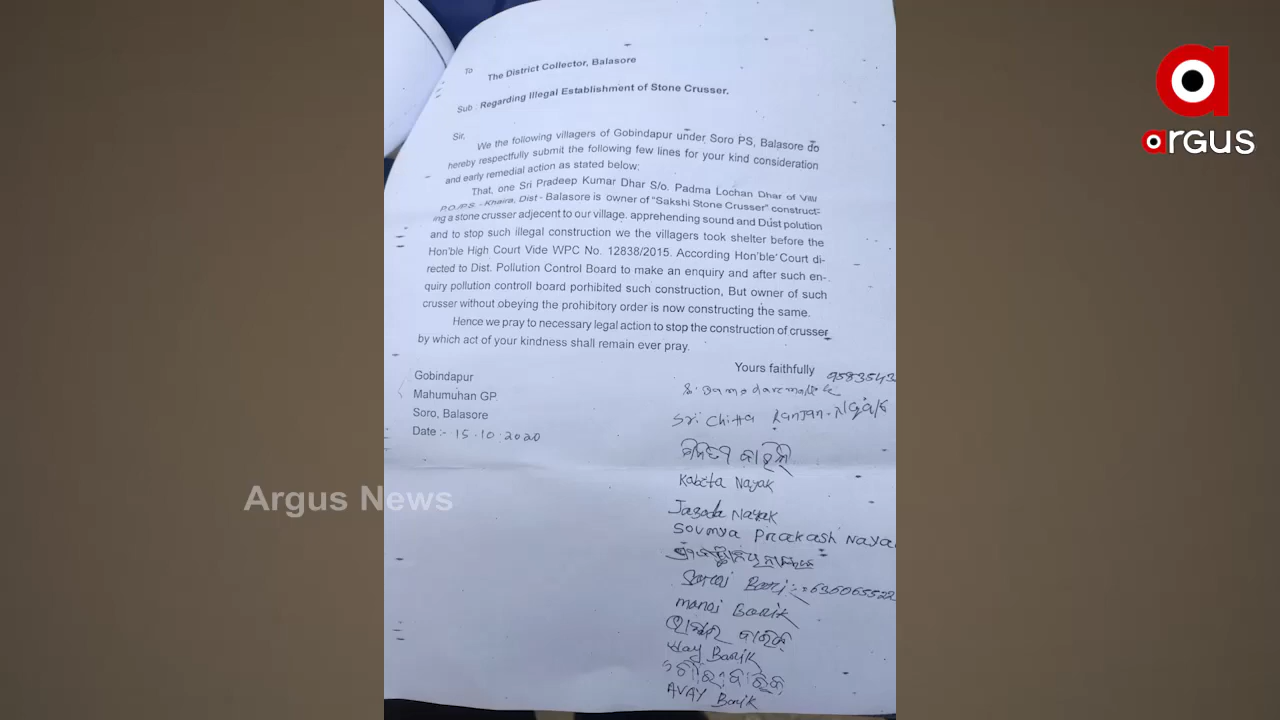 To
The District Collector, Balasore
Sub : Regarding Illegal Establishment of Stone Crusser.
Sir,
We the following villagers of Gobindapur under Soro PS, Balasore do
hereby respectfully submit the following few lines for your kind consideration
and early remedial action as stated below:
That, one Sri Pradeep Kumar Dhar S/o. Padma Lochan Dhar of Vill/
P.O./P.S. - Khaira, Dist - Balasore is owner of "Sakshi Stone Crusser" construct-
ing a stone crusser adjecent to our village. apprehending sound and Dust polution
and to stop such illegal construction we the villagers took shelter before the
Hon'ble High Court Vide WPC No. 12838/2015. According Hon'ble' Court di-
rected to Dist. Pollution Control Board to make an enquiry and after such en-
quiry pollution controll board porhibited such construction, But owner of such
crusser without obeying the prohibitory order is now constructing the same.
Hence we pray to necessary legal action to stop the construction of crusser
by which act of your kindness shall remain ever pray.
Yours faithfully
Gobindapur
Mahumuhan GP
Soro, Balasore
Date :- 15.10.2020
Sri Chitta Ranjan Nayak
Kabita Nayak
Jasoda Nayak
Soumya Prakash Naya
Manoj Barik
Barik
AVAY Barik
argus
Argus News